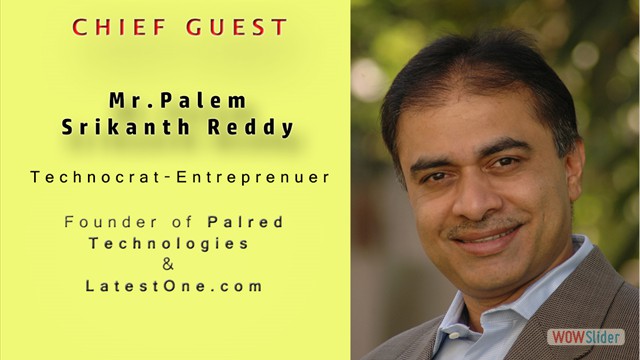 CHIEF GUEST
Mr.Palem
Srikanth Reddy
Technocrat-Entreprenuer
Founder of Palred
Technologies
&
LatestOne.com
WOWSlider